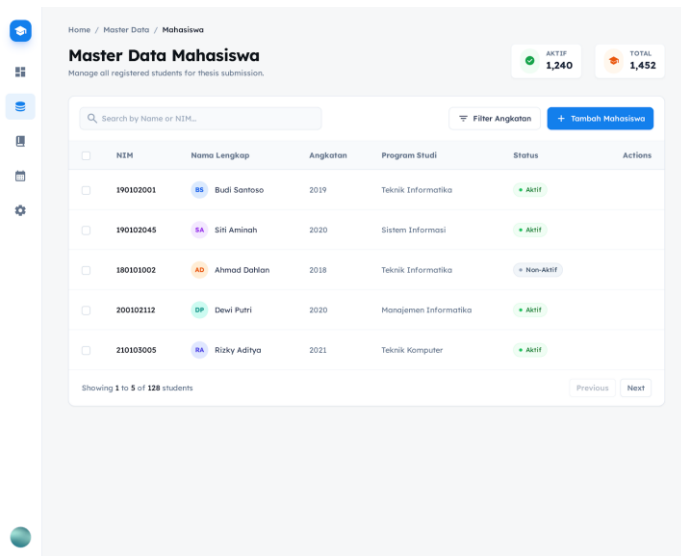 Home / Master Data / Mahasiswa
Master Data Mahasiswa
Manage all registered students for thesis submission.
AKTIF
1,240
TOTAL
1,452
Search by Name or NIM...
Filter Angkatan
+ Tambah Mahasiswa
NIM Nama Lengkap Angkatan Program Studi Status Actions
190102001 BS Budi Santoso 2019 Teknik Informatika Aktif
190102045 SA Siti Aminah 2020 Sistem Informasi Aktif
180101002 AD Ahmad Dahlan 2018 Teknik Informatika Non-Aktif
200102112 DP Dewi Putri 2020 Manajemen Informatika Aktif
210103005 RA Rizky Aditya 2021 Teknik Komputer Aktif
Showing 1 to 5 of 128 students
Previous Next